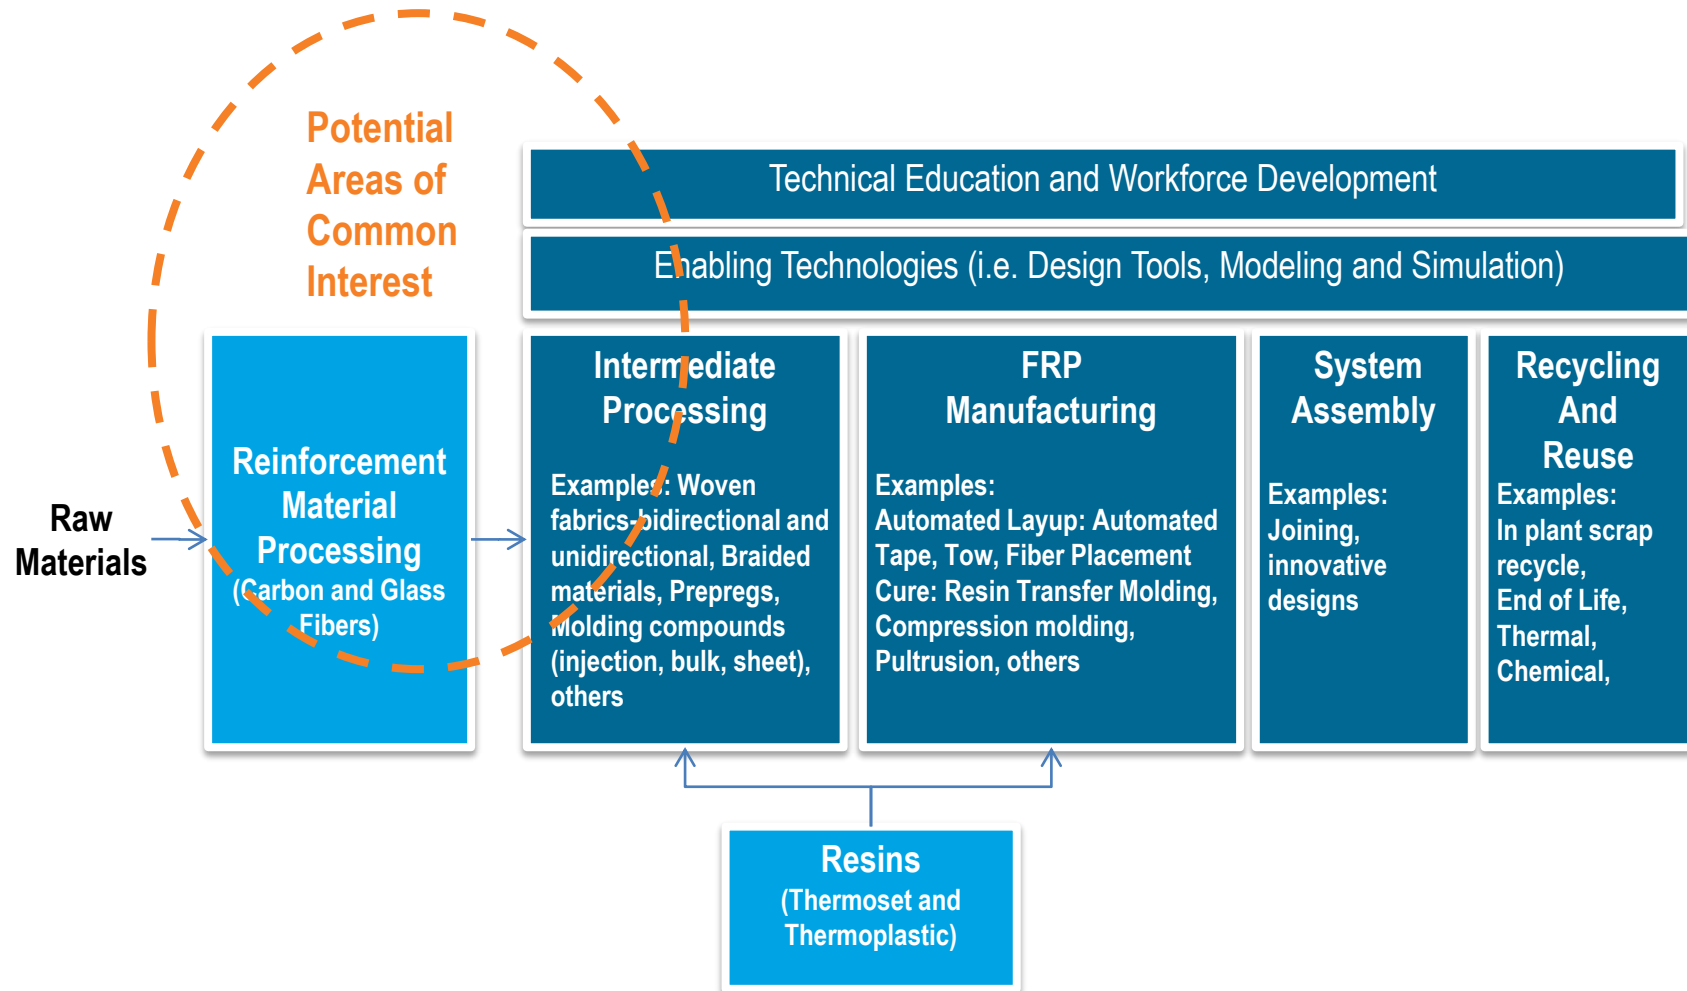 Potential
Areas of
Common
Interest
Technical Education and Workforce Development
Enabling Technologies (i.e. Design Tools, Modeling and Simulation)
Raw
Materials
Reinforcement
Material
Processing
(Carbon and Glass
Fibers)
Intermediate
Processing
Examples: Woven
fabrics-bidirectional and
unidirectional, Braided
materials, Prepregs,
Molding compounds
(injection, bulk, sheet),
others
FRP
Manufacturing
Examples:
Automated Layup: Automated
Tape, Tow, Fiber Placement
Cure: Resin Transfer Molding,
Compression molding,
Pultrusion, others
System
Assembly
Examples:
Joining,
innovative
designs
Recycling
And
Reuse
Examples:
In plant scrap
recycle,
End of Life,
Thermal,
Chemical,
Resins
(Thermoset and
Thermoplastic)